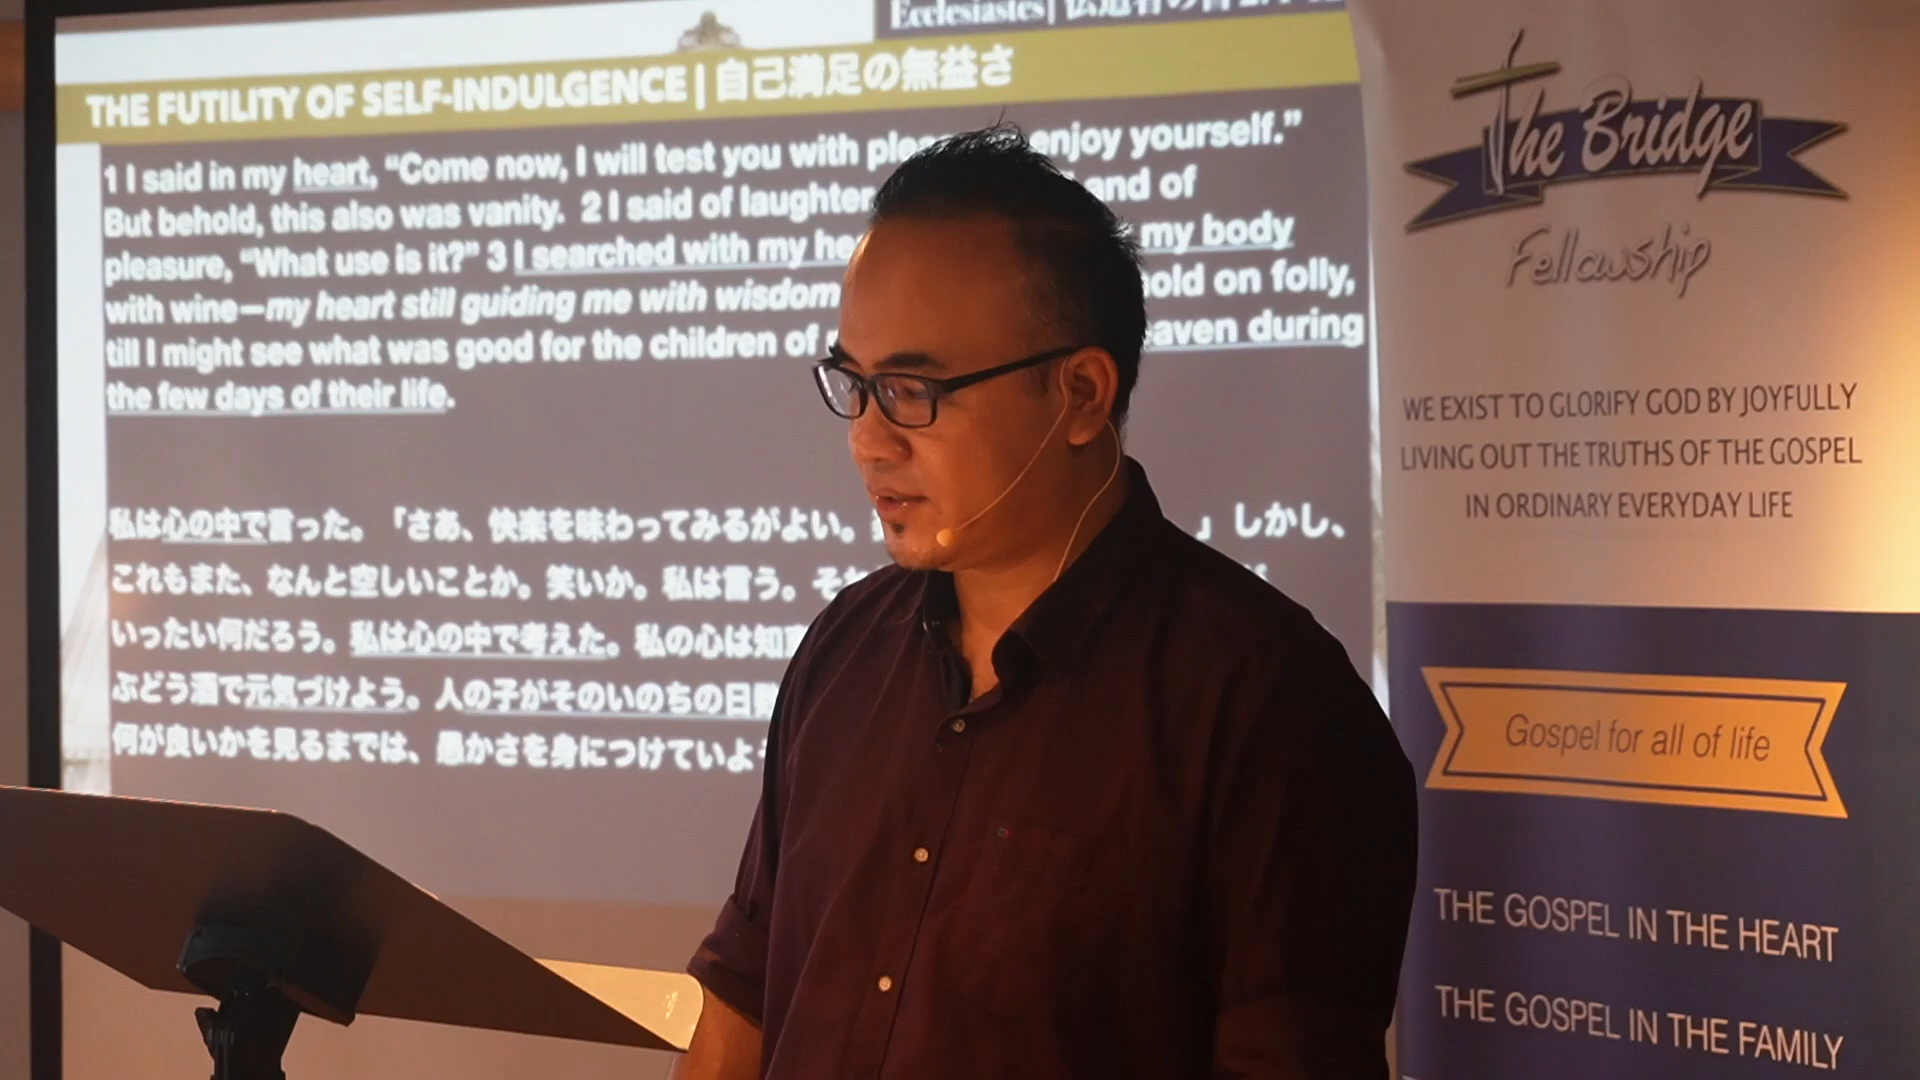 Ecclesiastes|
THE FUTILITY OF SELF-INDULGENCE | 自己満足の無益さ
1 I said in my heart, “Come now, I will test you with enjoy yourself.”
But behold, this also was vanity. 2 I said of laughter and of
pleasure, “What use is it?” 3 I searched with my my body
with wine—my heart still guiding me with wisdom hold on folly,
till I might see what was good for the children of during
the few days of their life.
私は心の中で言った。「さあ、快楽を味わってみるがよい。 」しかし、
これもまた、なんと空しいことか。笑いか。私は言う。
いったい何だろう。私は心の中で考えた。私の心は
ぶどう酒で元気づけよう。人の子がそのいのちの日
何が良いかを見るまでは、愚かさを身につけていよ
The Bridge
Fellowship
WE EXIST TO GLORIFY GOD BY JOYFULLY
LIVING OUT THE TRUTHS OF THE GOSPEL
IN ORDINARY EVERYDAY LIFE
Gospel for all of life
THE GOSPEL IN THE HEART
THE GOSPEL IN THE FAMILY